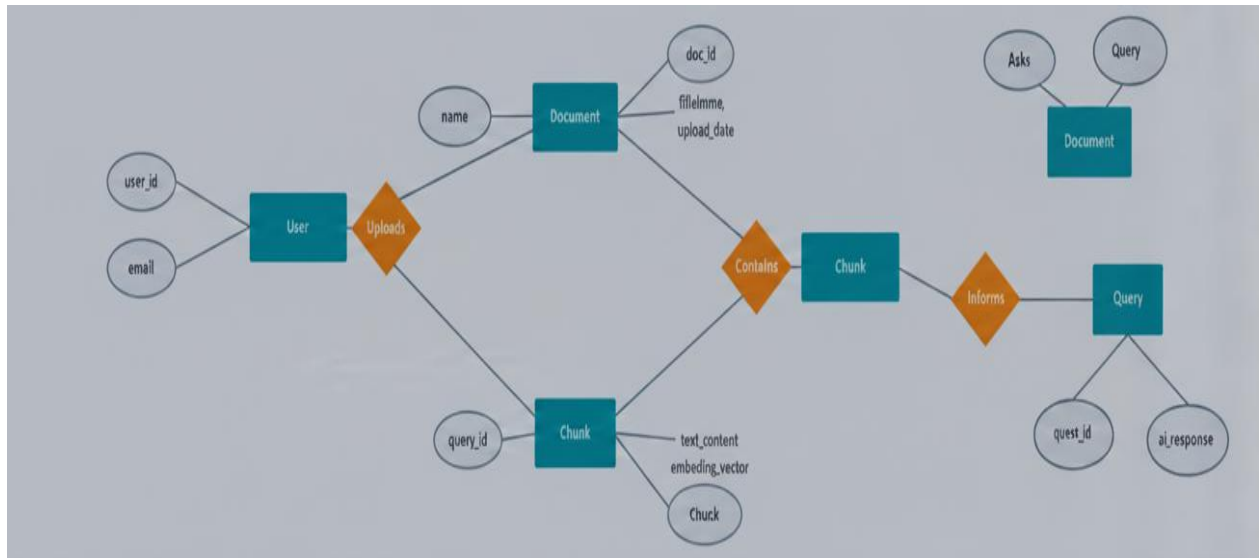 doc_id
Asks
Query
name
Document
fifleImme,
upload_date
Document
user_id
User
Uploads
email
Contains
Chunk
Informs
Query
query_id
Chunk
text_content
embeding_vector
Chuck
quest_id
ai_response